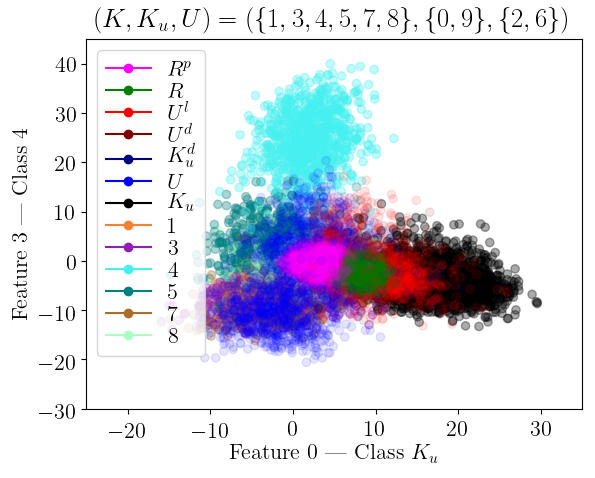 (K, K_u, U) = ({1, 3, 4, 5, 7, 8}, {0, 9}, {2, 6})
Feature 3 — Class 4
40
30
20
10
0
−10
−20
−30
R^p
R
U^l
U^d
K_u^d
U
K_u
1
3
4
5
7
8
−20 −10 0 10 20 30
Feature 0 — Class K_u